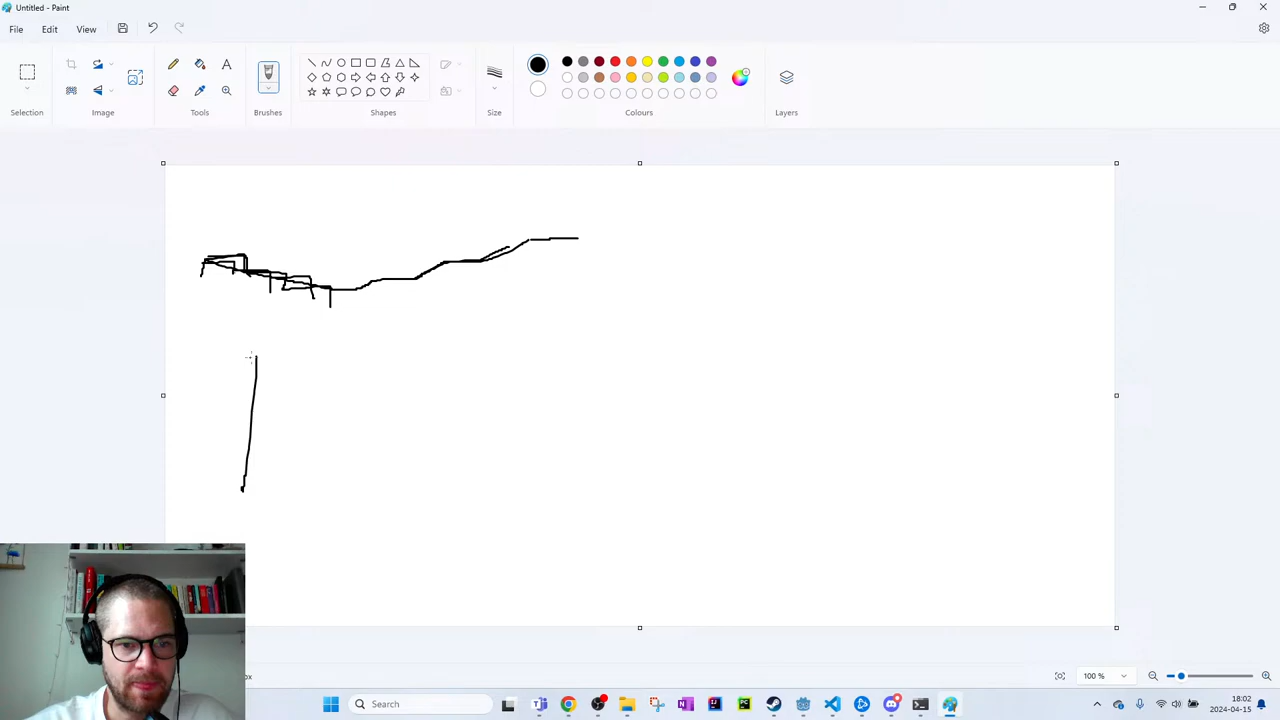 Untitled - Paint
File Edit View
Selection Image Tools Brushes Shapes Size Colours Layers
100 %
Search
18:02
2024-04-15